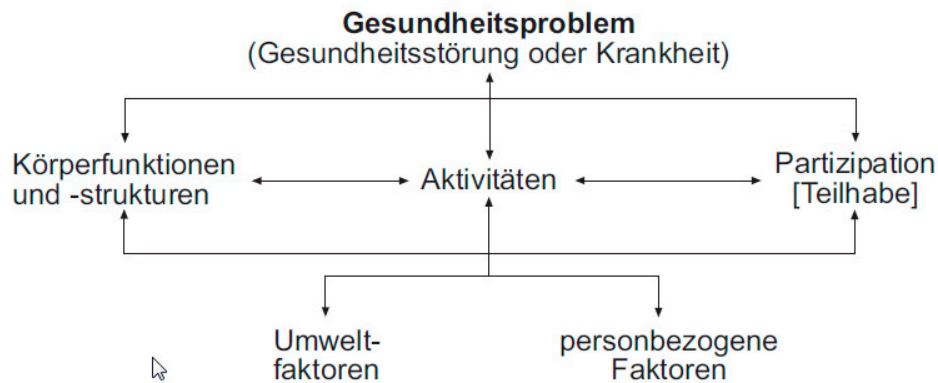 Gesundheitsproblem
(Gesundheitsstörung oder Krankheit)
Körperfunktionen
und -strukturen
Aktivitäten
Partizipation
[Teilhabe]
Umwelt-
faktoren
personbezogene
Faktoren